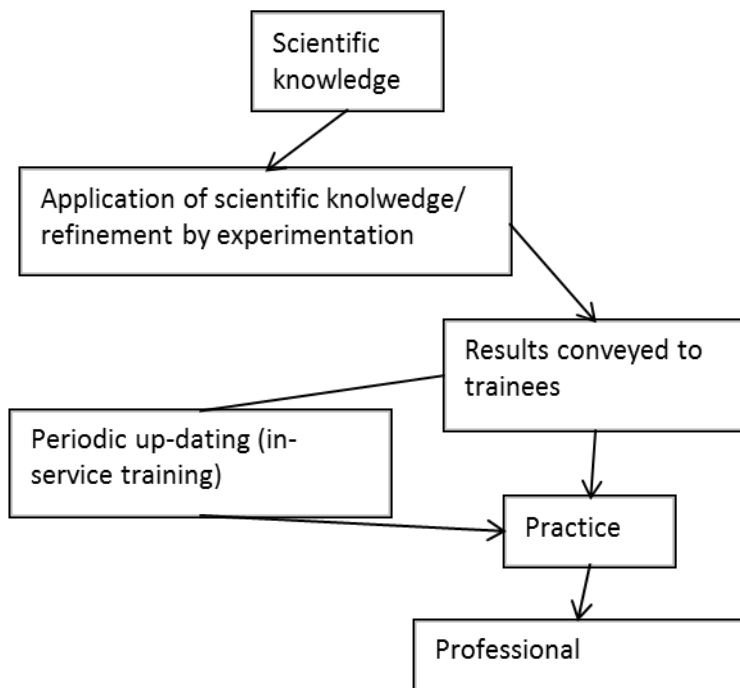 Scientific
knowledge
Application of scientific knolwedge/
refinement by experimentation
Results conveyed to
trainees
Periodic up-dating (in-
service training)
Practice
Professional